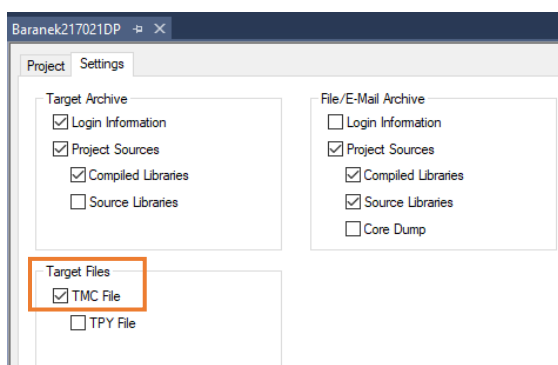 Baranek217021DP
Project Settings
Target Archive
Login Information
Project Sources
Compiled Libraries
Source Libraries
File/E-Mail Archive
Login Information
Project Sources
Compiled Libraries
Source Libraries
Core Dump
Target Files
TMC File
TPY File